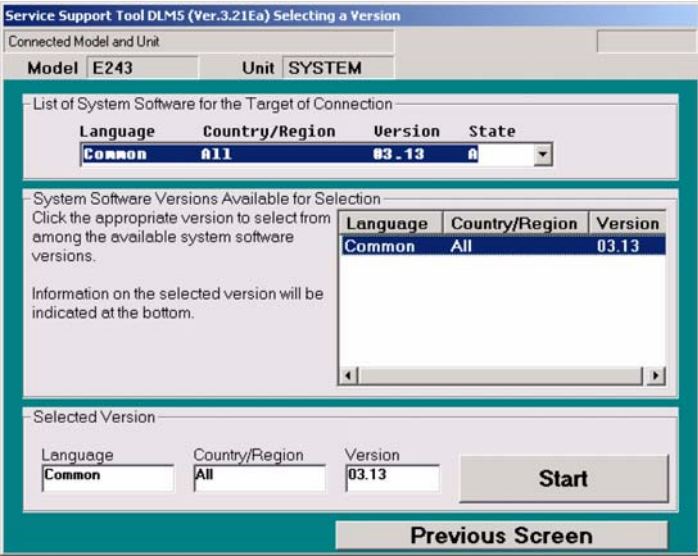 Service Support Tool DLM5 (Ver.3.21Ea) Selecting a Version
Connected Model and Unit
Model E243 Unit SYSTEM
List of System Software for the Target of Connection
Language Country/Region Version State
Common All 03.13 A
System Software Versions Available for Selection
Click the appropriate version to select from
among the available system software
versions.
Information on the selected version will be
indicated at the bottom.
Language Country/Region Version
Common All 03.13
Selected Version
Language Country/Region Version
Common All 03.13
Start
Previous Screen